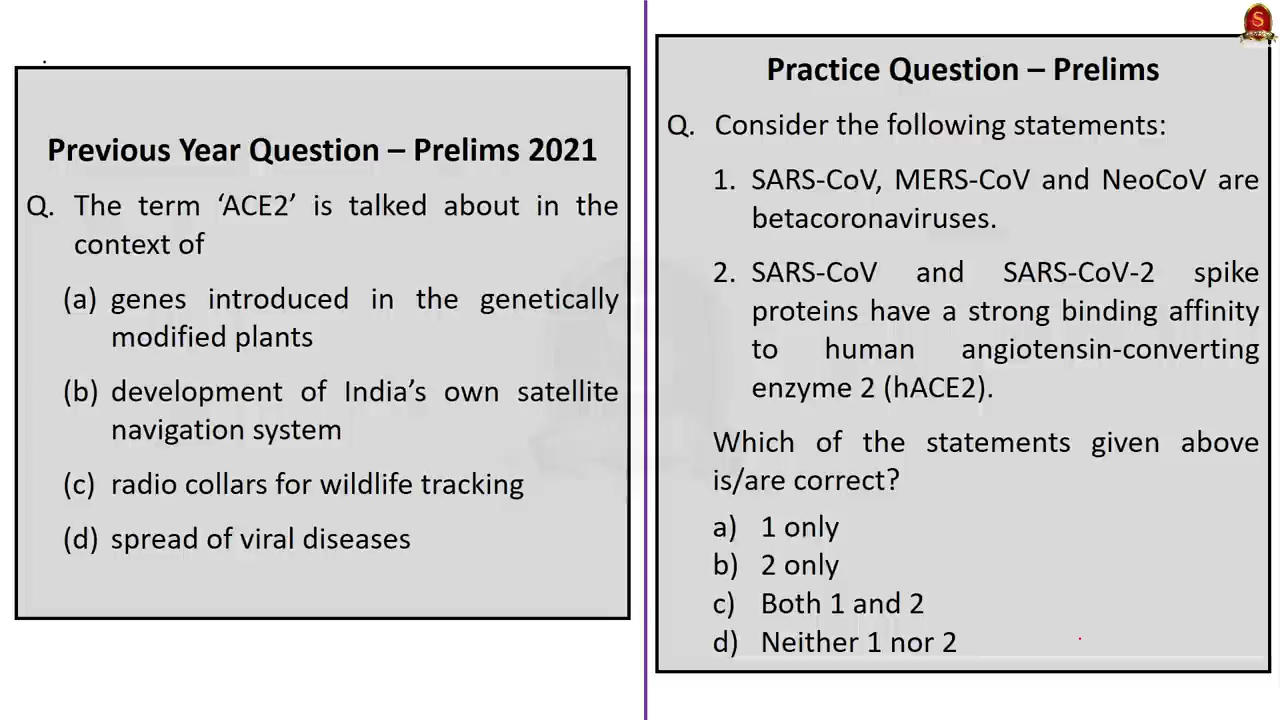 Previous Year Question – Prelims 2021
Q. The term ‘ACE2’ is talked about in the
context of
(a) genes introduced in the genetically
modified plants
(b) development of India’s own satellite
navigation system
(c) radio collars for wildlife tracking
(d) spread of viral diseases
Practice Question – Prelims
Q. Consider the following statements:
1. SARS-CoV, MERS-CoV and NeoCoV are
betacoronaviruses.
2. SARS-CoV and SARS-CoV-2 spike
proteins have a strong binding affinity
to human angiotensin-converting
enzyme 2 (hACE2).
Which of the statements given above
is/are correct?
a) 1 only
b) 2 only
c) Both 1 and 2
d) Neither 1 nor 2